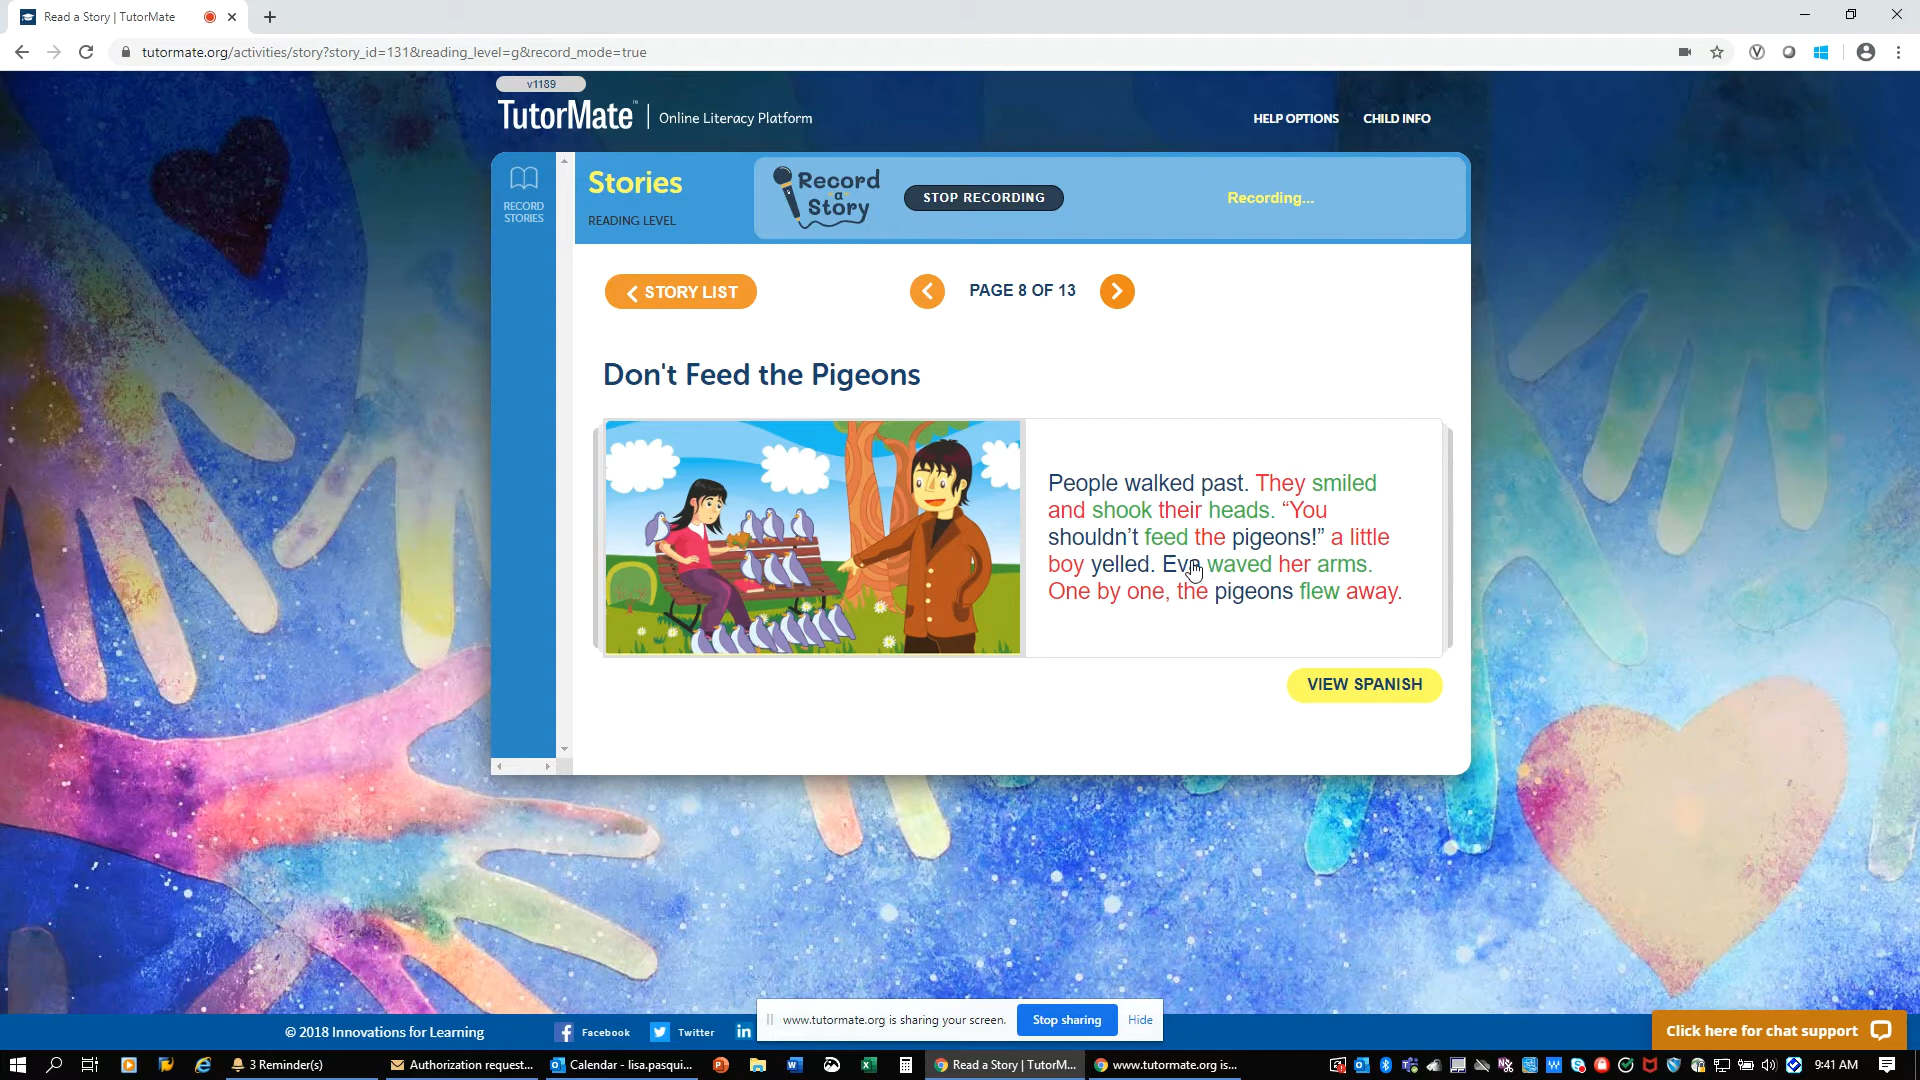 Read a Story | TutorMate
tutormate.org/activities/story?story_id=131&reading_level=g&record_mode=true
v1189
TutorMate™ | Online Literacy Platform
HELP OPTIONS
CHILD INFO
RECORD
STORIES
Stories
READING LEVEL
Record
a
Story
STOP RECORDING
Recording...
STORY LIST
PAGE 8 OF 13
Don't Feed the Pigeons
People walked past. They smiled
and shook their heads. “You
shouldn’t feed the pigeons!” a little
boy yelled. Eva waved her arms.
One by one, the pigeons flew away.
VIEW SPANISH
© 2018 Innovations for Learning
Facebook
Twitter
in
www.tutormate.org is sharing your screen.
Stop sharing
Hide
Click here for chat support
3 Reminder(s)
Authorization request...
Calendar - lisa.pasqui...
Read a Story | TutorM...
www.tutormate.org is...
9:41 AM